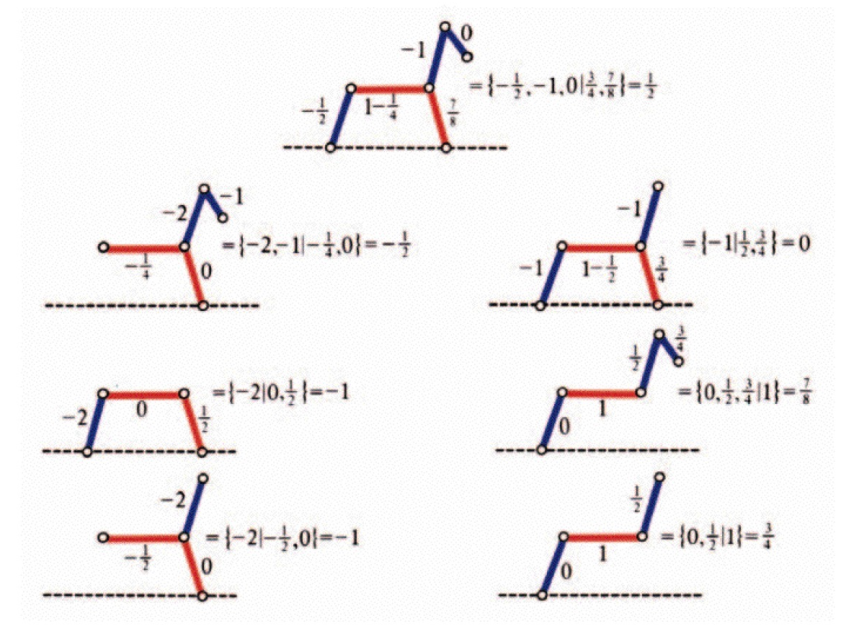 -1 0
-1/2 1-1/4 7/8 ={-1/2,-1,0|3/4,7/8}=1/2
-2 -1
-1/4 0 ={-2,-1|-1/4,0}=-1/2
-1
-1 1-1/2 3/4 ={-1|1/2,3/4}=0
-2 0 1/2 ={-2|0,1/2}=-1
1/2 3/4
0 1 ={0,1/2,3/4|1}=7/8
-2
-1/2 0 ={-2|-1/2,0}=-1
1/2
0 1 ={0,1/2|1}=3/4